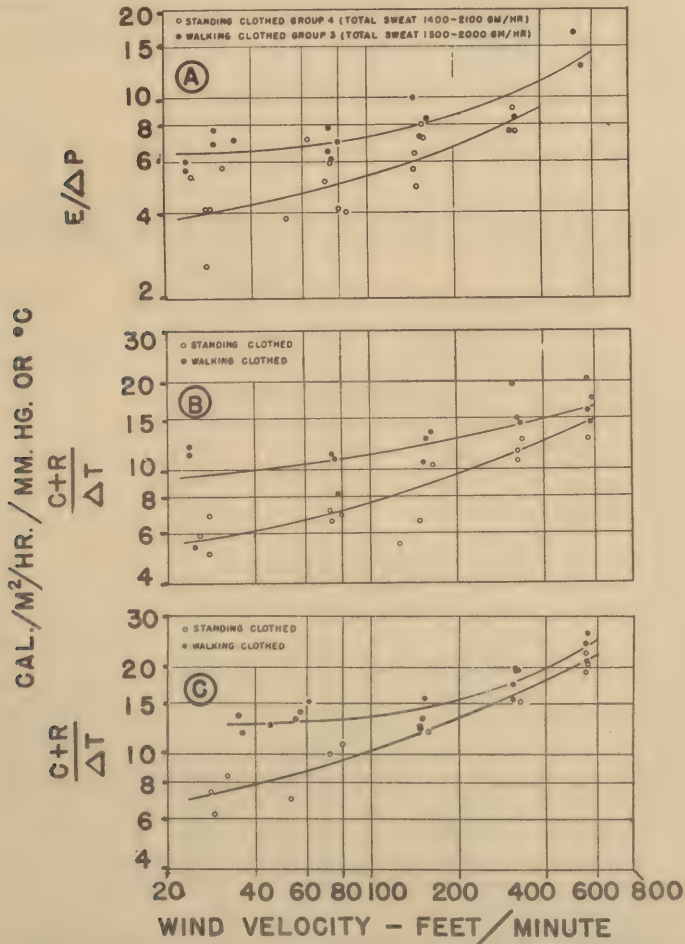 ○ STANDING CLOTHED GROUP 4 (TOTAL SWEAT 1400-2100 GM/HR)
● WALKING CLOTHED GROUP 3 (TOTAL SWEAT 1500-2000 GM/HR)
A
20
15
10
8
6
4
2
E/ΔP
○ STANDING CLOTHED
● WALKING CLOTHED
B
30
20
15
10
8
6
4
C+R
ΔT
CAL./M²/HR./MM. HG. OR °C
○ STANDING CLOTHED
● WALKING CLOTHED
C
30
20
15
10
8
6
4
C+R
ΔT
20 40 60 80 100 200 400 600 800
WIND VELOCITY - FEET/MINUTE